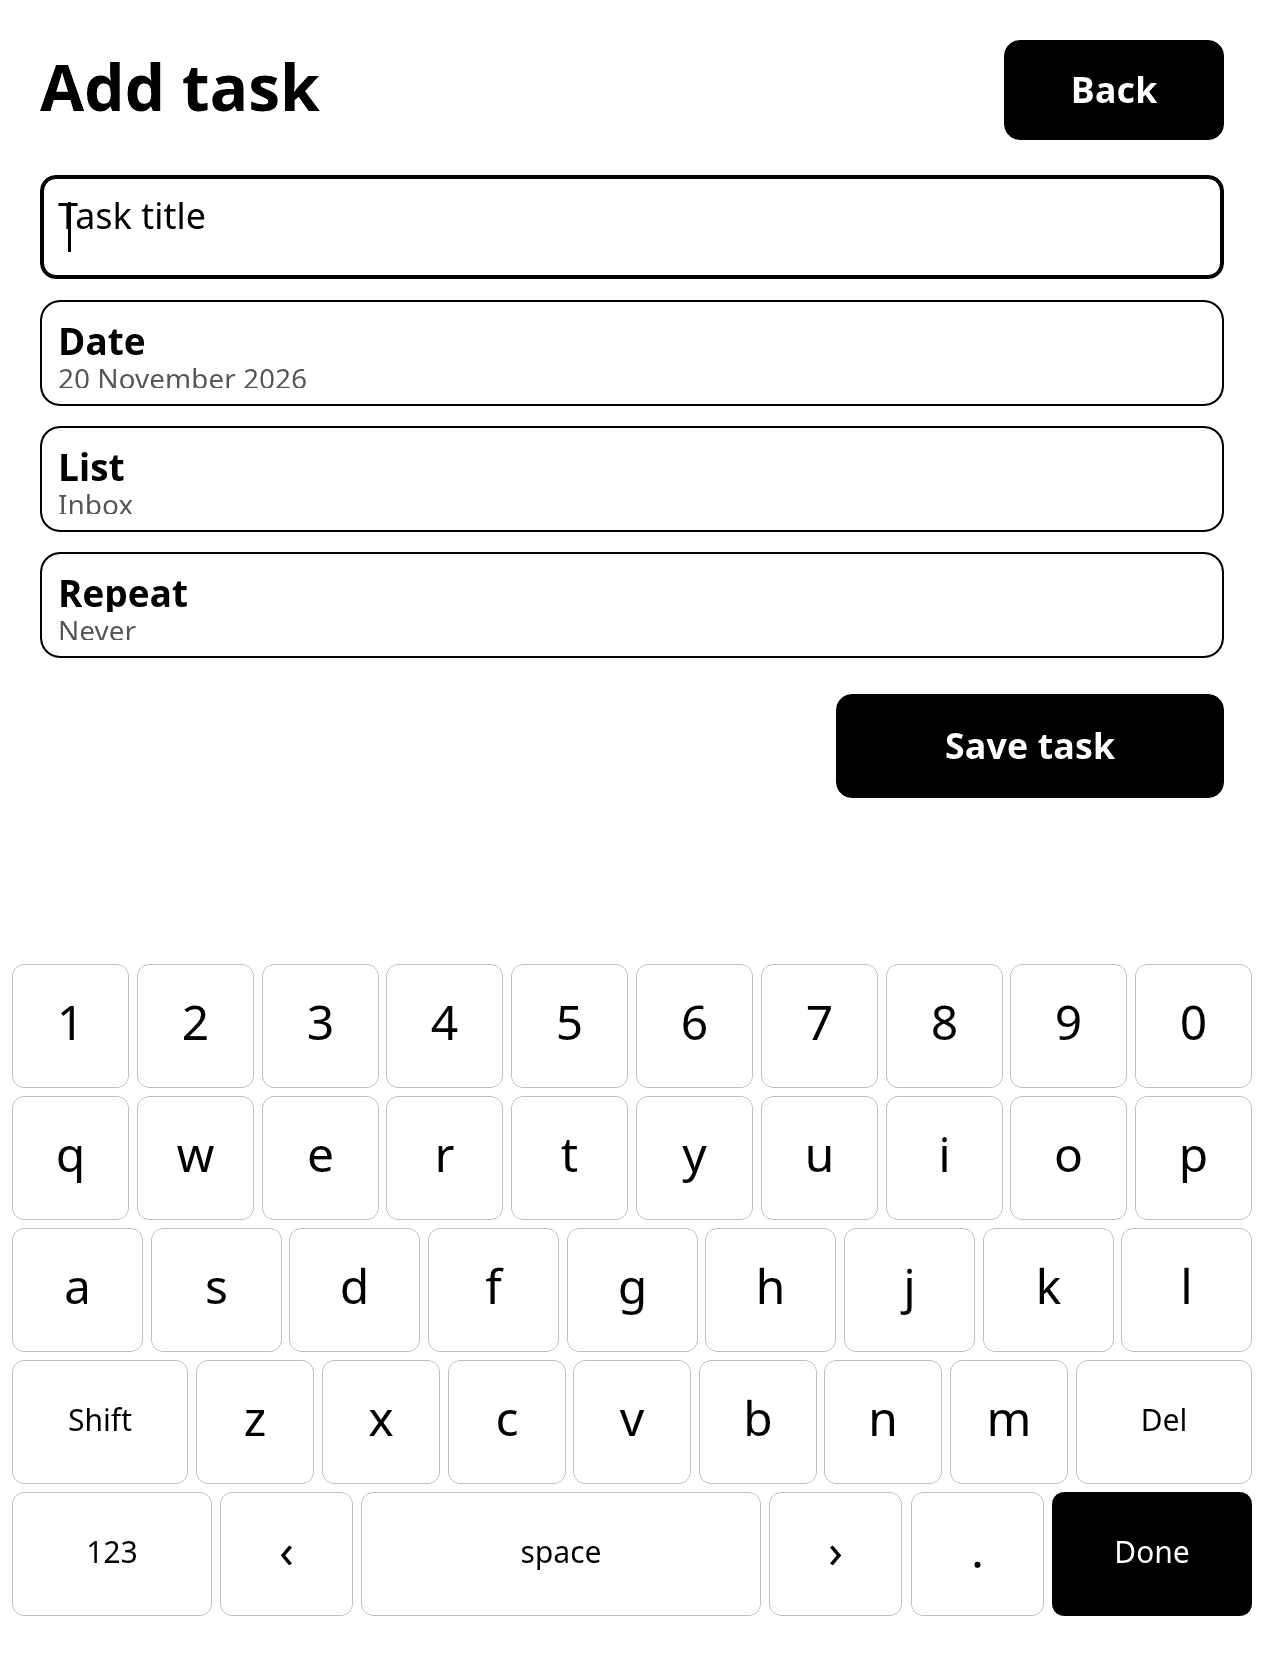 Add task
Back
Task title
Date
20 November 2026
List
Inbox
Repeat
Never
Save task
1 2 3 4 5 6 7 8 9 0
q w e r t y u i o p
a s d f g h j k l
Shift z x c v b n m Del
123 ‹ space › . Done